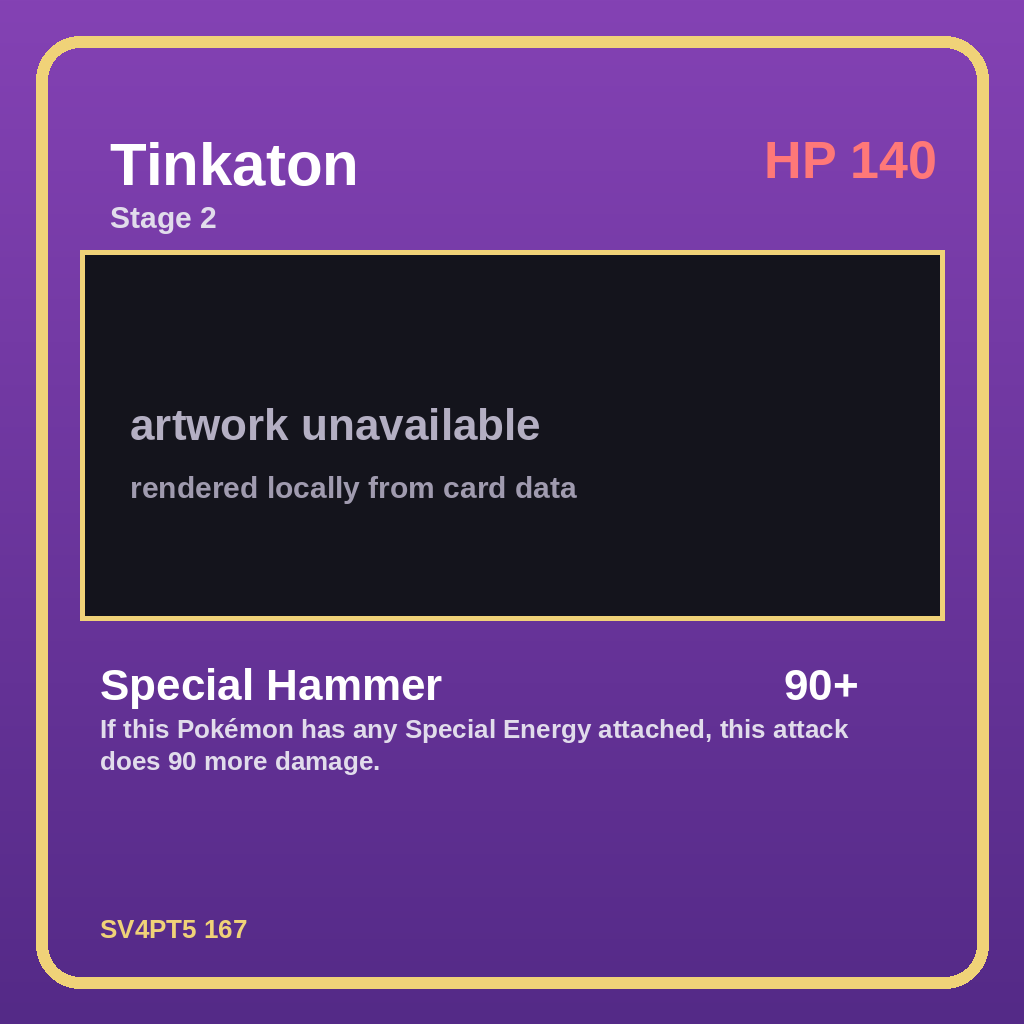 Tinkaton
HP 140
Stage 2
artwork unavailable
rendered locally from card data
Special Hammer
90+
If this Pokémon has any Special Energy attached, this attack
does 90 more damage.
SV4PT5 167